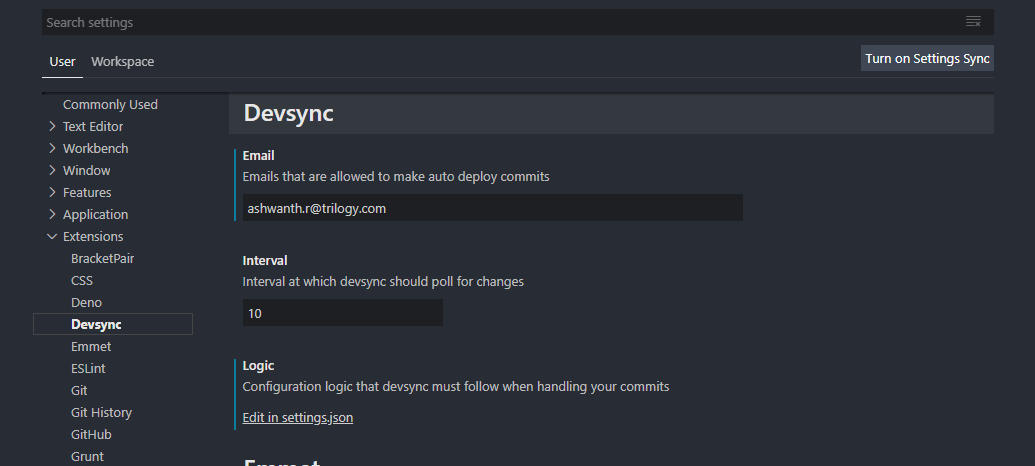 Search settings
User
Workspace
Turn on Settings Sync
Commonly Used
Text Editor
Workbench
Window
Features
Application
Extensions
BracketPair
CSS
Deno
Devsync
Emmet
ESLint
Git
Git History
GitHub
Grunt
Devsync
Email
Emails that are allowed to make auto deploy commits
ashwanth.r@trilogy.com
Interval
Interval at which devsync should poll for changes
10
Logic
Configuration logic that devsync must follow when handling your commits
Edit in settings.json
Emmet